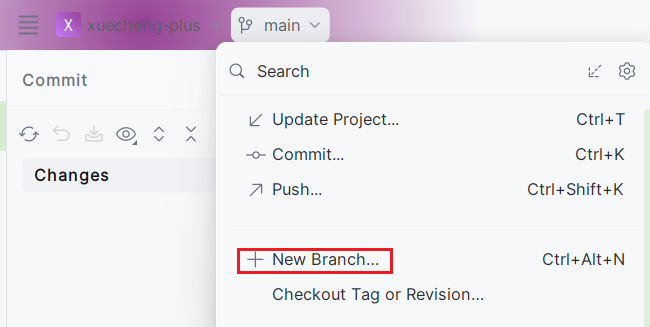 X xuecheng-plus main
Commit
Changes
Search
Update Project... Ctrl+T
Commit... Ctrl+K
Push... Ctrl+Shift+K
New Branch... Ctrl+Alt+N
Checkout Tag or Revision...